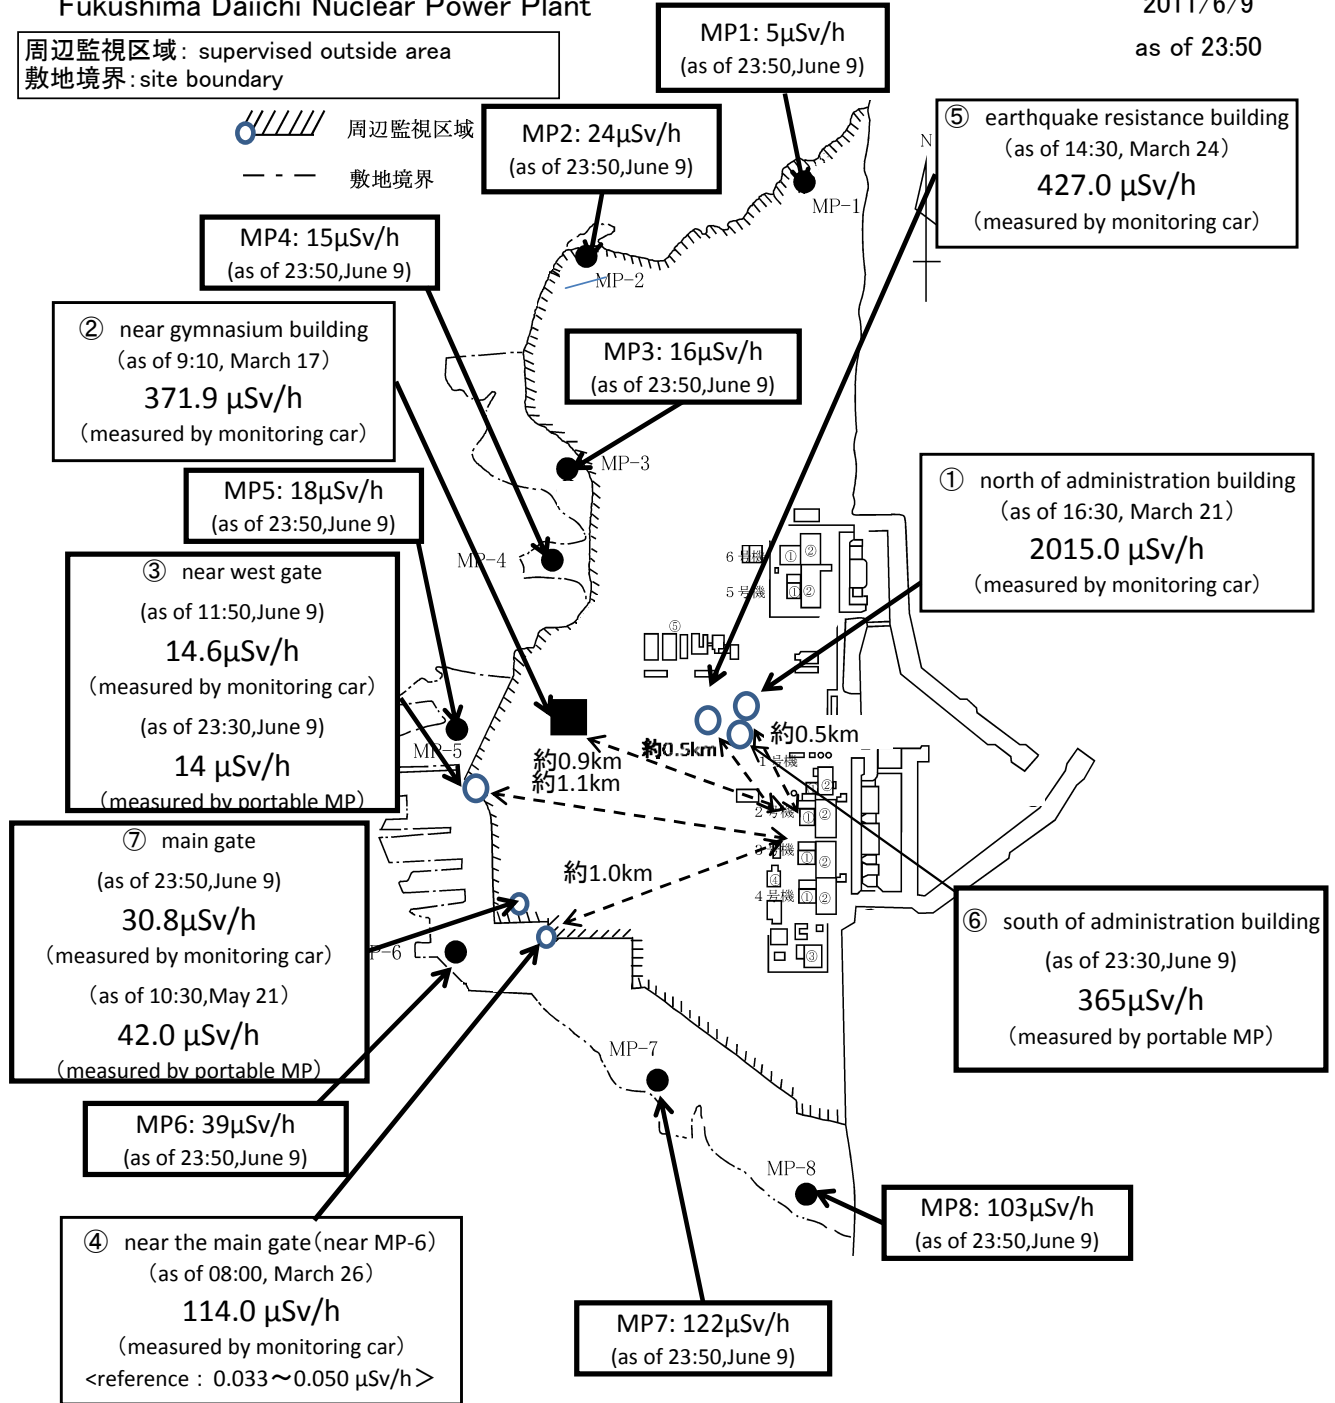 Fukushima Daiichi Nuclear Power Plant
2011/6/9
as of 23:50
周辺監視区域: supervised outside area
敷地境界:site boundary
周辺監視区域
敷地境界
MP1: 5μSv/h
(as of 23:50,June 9)
MP2: 24μSv/h
(as of 23:50,June 9)
⑤ earthquake resistance building
(as of 14:30, March 24)
427.0 μSv/h
(measured by monitoring car)
N
MP-1
MP4: 15μSv/h
(as of 23:50,June 9)
MP-2
② near gymnasium building
(as of 9:10, March 17)
371.9 μSv/h
(measured by monitoring car)
MP3: 16μSv/h
(as of 23:50,June 9)
MP-3
MP5: 18μSv/h
(as of 23:50,June 9)
① north of administration building
(as of 16:30, March 21)
2015.0 μSv/h
(measured by monitoring car)
MP-4
6号機
① ②
5号機
① ②
③ near west gate
(as of 11:50,June 9)
14.6μSv/h
(measured by monitoring car)
(as of 23:30,June 9)
14 μSv/h
(measured by portable MP)
⑤
MP-5
約0.9km
約1.1km
約0.5km
約0.5km
1号機
① ②
2号機
① ②
3号機
① ②
④
4号機
① ②
③
約1.0km
⑦ main gate
(as of 23:50,June 9)
30.8μSv/h
(measured by monitoring car)
(as of 10:30,May 21)
42.0 μSv/h
(measured by portable MP)
P-6
⑥ south of administration building
(as of 23:30,June 9)
365μSv/h
(measured by portable MP)
MP-7
MP6: 39μSv/h
(as of 23:50,June 9)
MP-8
MP8: 103μSv/h
(as of 23:50,June 9)
④ near the main gate(near MP-6)
(as of 08:00, March 26)
114.0 μSv/h
(measured by monitoring car)
<reference : 0.033～0.050 μSv/h＞
MP7: 122μSv/h
(as of 23:50,June 9)